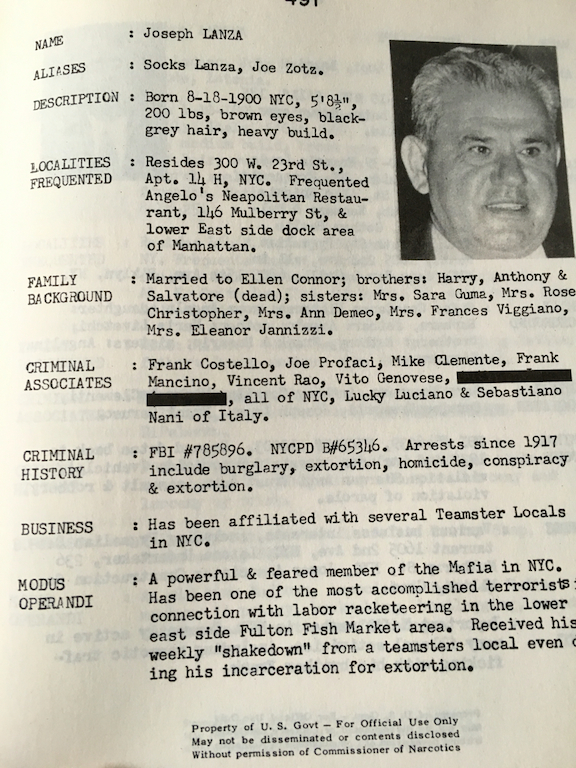 491
NAME : Joseph LANZA
ALIASES : Socks Lanza, Joe Zotz.
DESCRIPTION : Born 8-18-1900 NYC, 5'8½",
200 lbs, brown eyes, black-
grey hair, heavy build.
LOCALITIES : Resides 300 W. 23rd St.,
FREQUENTED Apt. 14 H, NYC. Frequented
Angelo's Neapolitan Restau-
rant, 146 Mulberry St, &
lower East side dock area
of Manhattan.
FAMILY : Married to Ellen Connor; brothers: Harry, Anthony &
BACKGROUND Salvatore (dead); sisters: Mrs. Sara Guma, Mrs. Rose
Christopher, Mrs. Ann Demeo, Mrs. Frances Viggiano,
Mrs. Eleanor Jannizzi.
CRIMINAL : Frank Costello, Joe Profaci, Mike Clemente, Frank
ASSOCIATES Mancino, Vincent Rao, Vito Genovese,
, all of NYC, Lucky Luciano & Sebastiano
Nani of Italy.
CRIMINAL : FBI #785896. NYCPD B#65346. Arrests since 1917
HISTORY include burglary, extortion, homicide, conspiracy
& extortion.
BUSINESS : Has been affiliated with several Teamster Locals
in NYC.
MODUS : A powerful & feared member of the Mafia in NYC.
OPERANDI Has been one of the most accomplished terrorists
connection with labor racketeering in the lower
east side Fulton Fish Market area. Received his
weekly "shakedown" from a teamsters local even
ing his incarceration for extortion.
Property of U. S. Govt — For Official Use Only
May not be disseminated or contents disclosed
Without permission of Commissioner of Narcotics